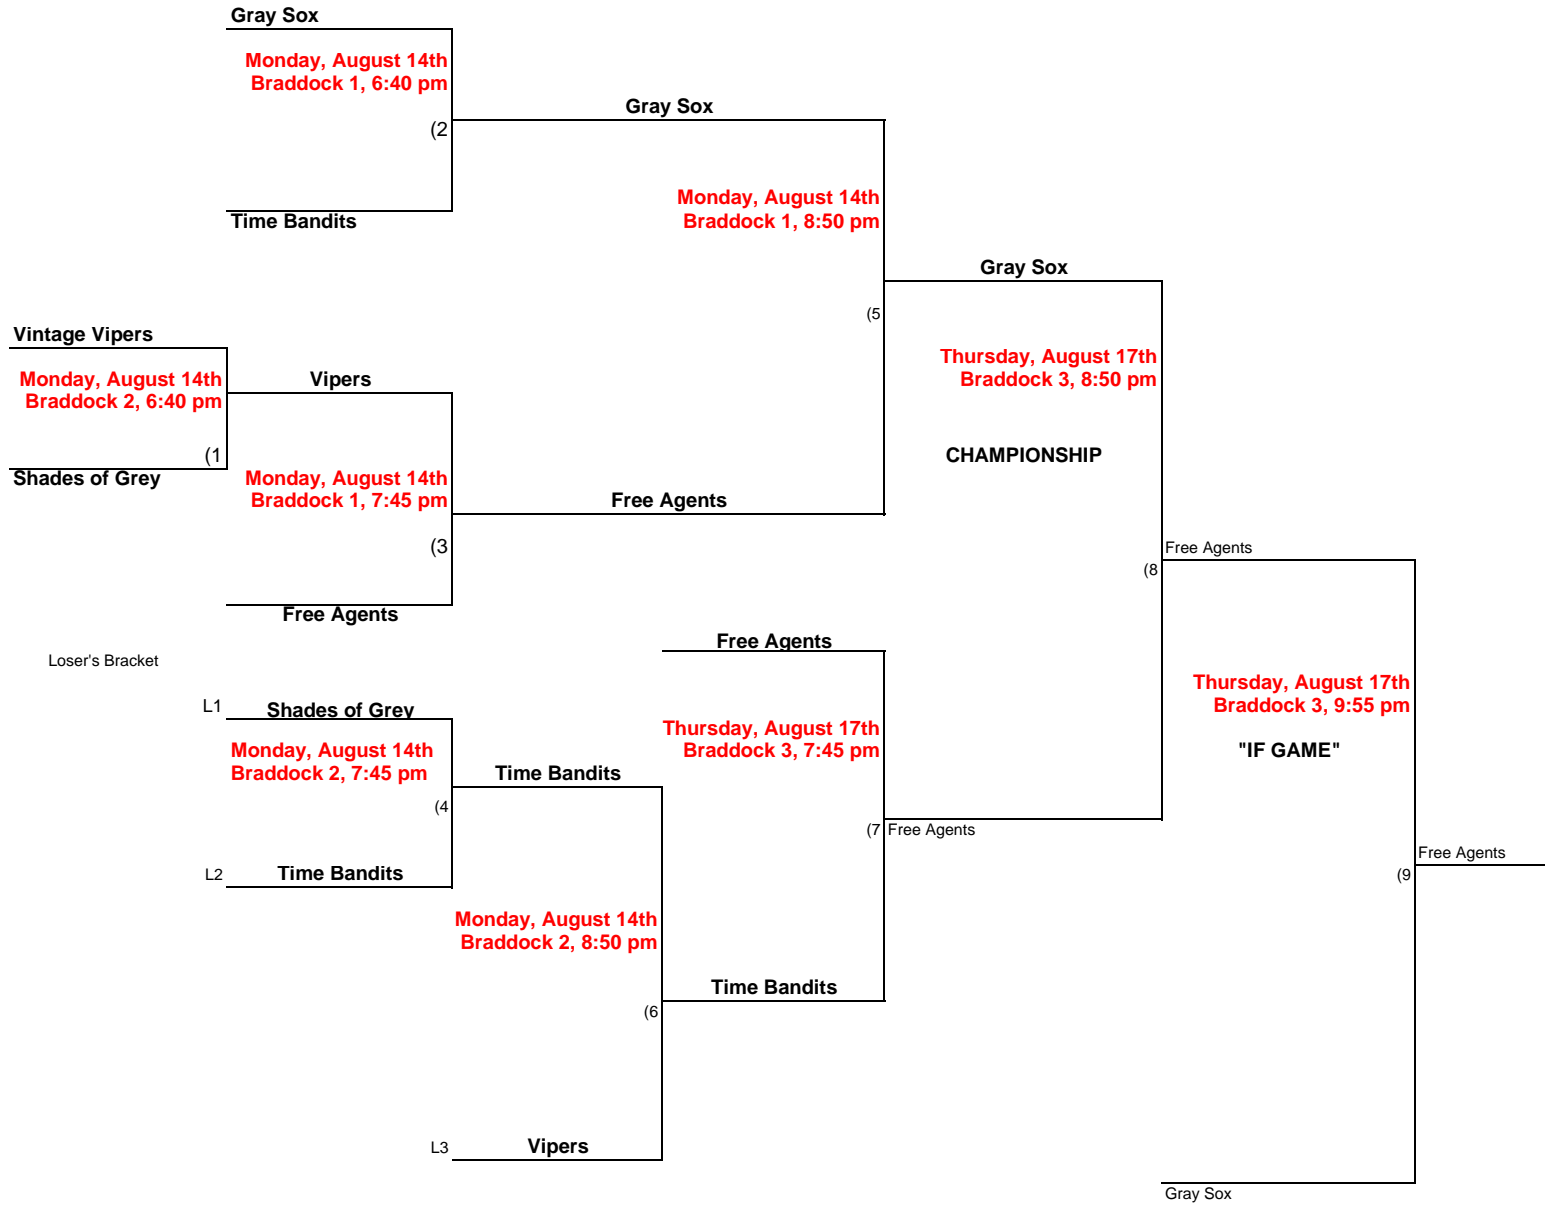 Gray Sox
Monday, August 14th
Braddock 1, 6:40 pm
Gray Sox
(2
Monday, August 14th
Braddock 1, 8:50 pm
Time Bandits
Gray Sox
(5
Vintage Vipers
Thursday, August 17th
Braddock 3, 8:50 pm
Monday, August 14th
Braddock 2, 6:40 pm
Vipers
(1
CHAMPIONSHIP
Shades of Grey
Monday, August 14th
Braddock 1, 7:45 pm
Free Agents
(3
Free Agents
(8
Free Agents
Free Agents
Loser's Bracket
Thursday, August 17th
Braddock 3, 9:55 pm
L1
Shades of Grey
Thursday, August 17th
Braddock 3, 7:45 pm
Monday, August 14th
Braddock 2, 7:45 pm
"IF GAME"
Time Bandits
(4
(7
Free Agents
Free Agents
L2
Time Bandits
(9
Monday, August 14th
Braddock 2, 8:50 pm
Time Bandits
(6
L3
Vipers
Gray Sox